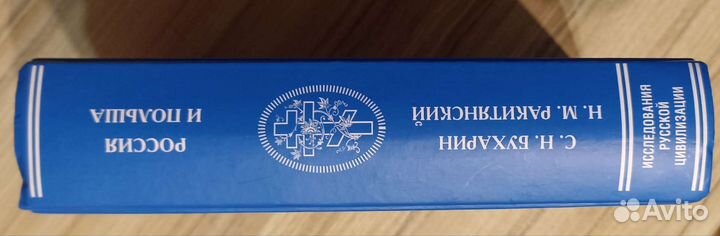 ИССЛЕДОВАНИЯ
РУССКОЙ
ЦИВИЛИЗАЦИИ
С. Н. БУХАРИН
Н. М. РАКИТЯНСКИЙ
РОССИЯ
И ПОЛЬША
Avito